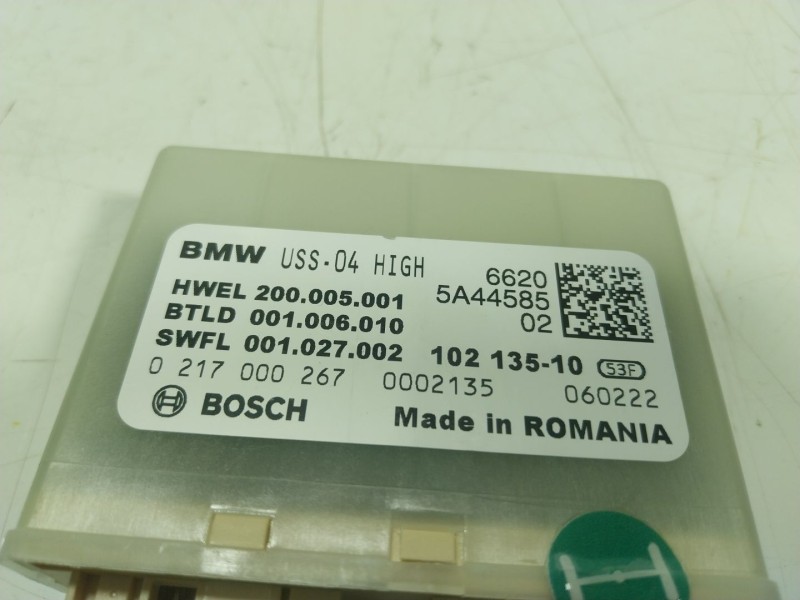 BMW USS-04 HIGH
6620
5A44585
02
HWEL 200.005.001
BTLD 001.006.010
SWFL 001.027.002 102 135-10 53F
0 217 000 267 0002135 060222
BOSCH Made in ROMANIA
H